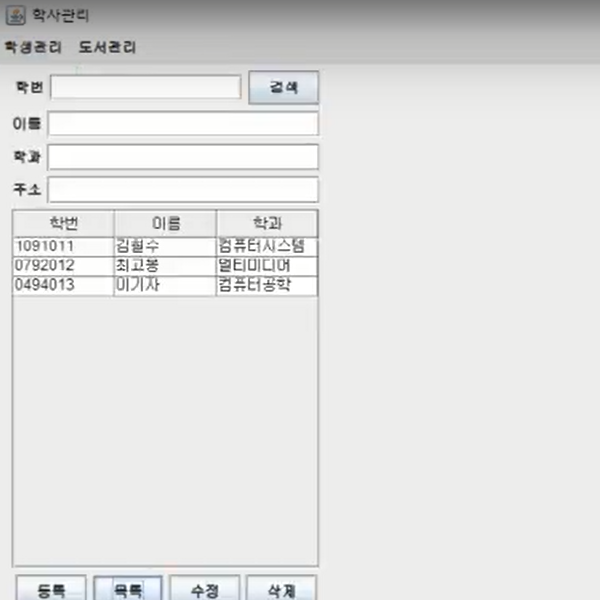 학사관리
학생관리 도서관리
학번 검색
이름
학과
주소
학번 이름 학과
1091011 김철수 컴퓨터시스템
0792012 최고봉 멀티미디어
0494013 이기자 컴퓨터공학
등록 목록 수정 삭제